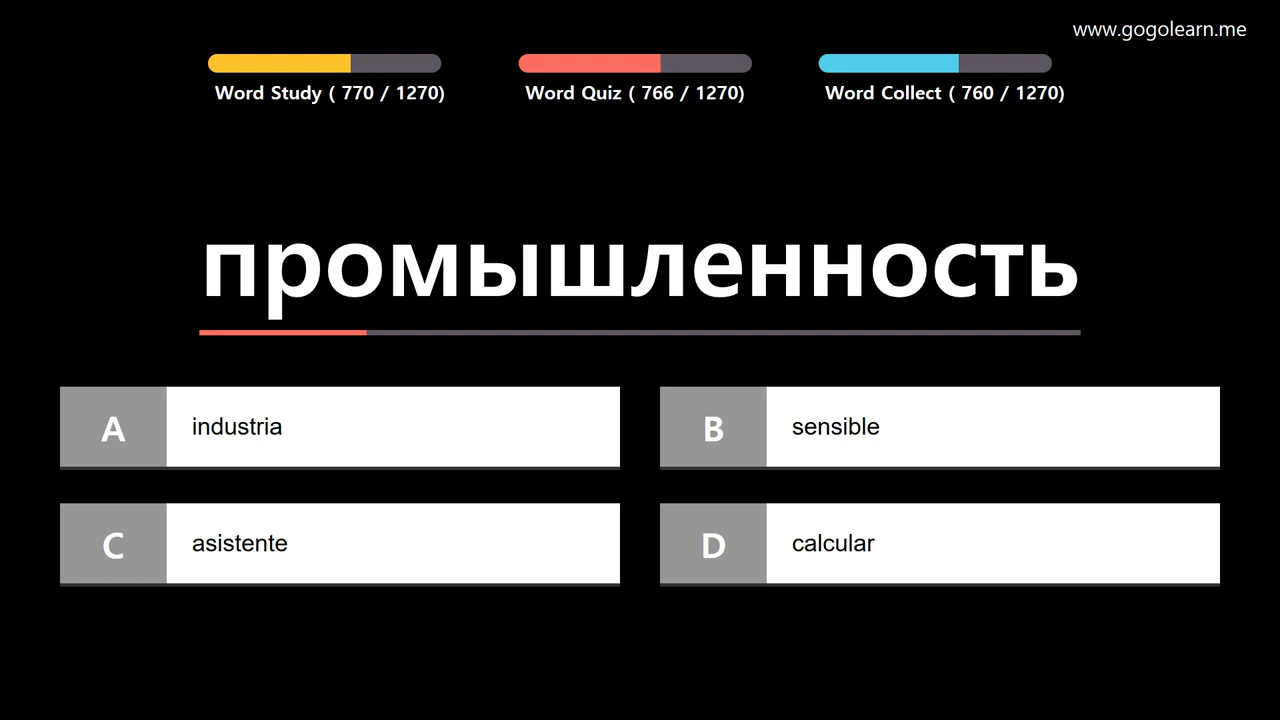 www.gogolearn.me
Word Study ( 770 / 1270)
Word Quiz ( 766 / 1270)
Word Collect ( 760 / 1270)
промышленность
A industria
B sensible
C asistente
D calcular